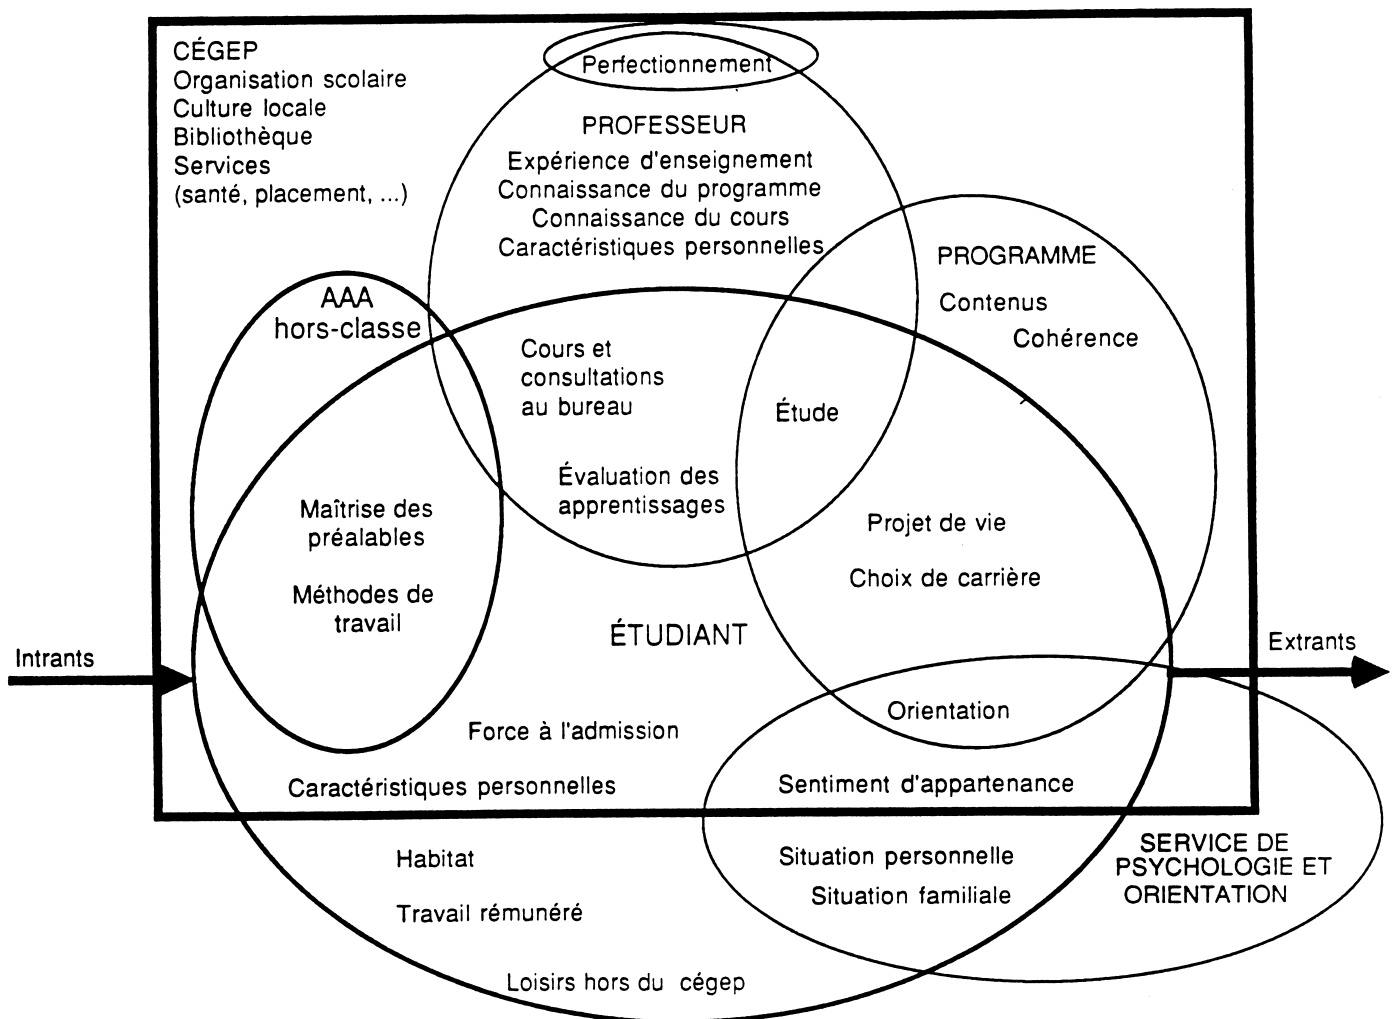 CÉGEP
Organisation scolaire
Culture locale
Bibliothèque
Services
(santé, placement, ...)
Perfectionnement
PROFESSEUR
Expérience d'enseignement
Connaissance du programme
Connaissance du cours
Caractéristiques personnelles
PROGRAMME
Contenus
Cohérence
AAA
hors-classe
Cours et
consultations
au bureau
Étude
Évaluation des
apprentissages
Maîtrise des
préalables
Méthodes de
travail
Projet de vie
Choix de carrière
ÉTUDIANT
Intrants
Extrants
Orientation
Force à l'admission
Caractéristiques personnelles
Sentiment d'appartenance
Habitat
Travail rémunéré
Loisirs hors du cégep
Situation personnelle
Situation familiale
SERVICE DE
PSYCHOLOGIE ET
ORIENTATION